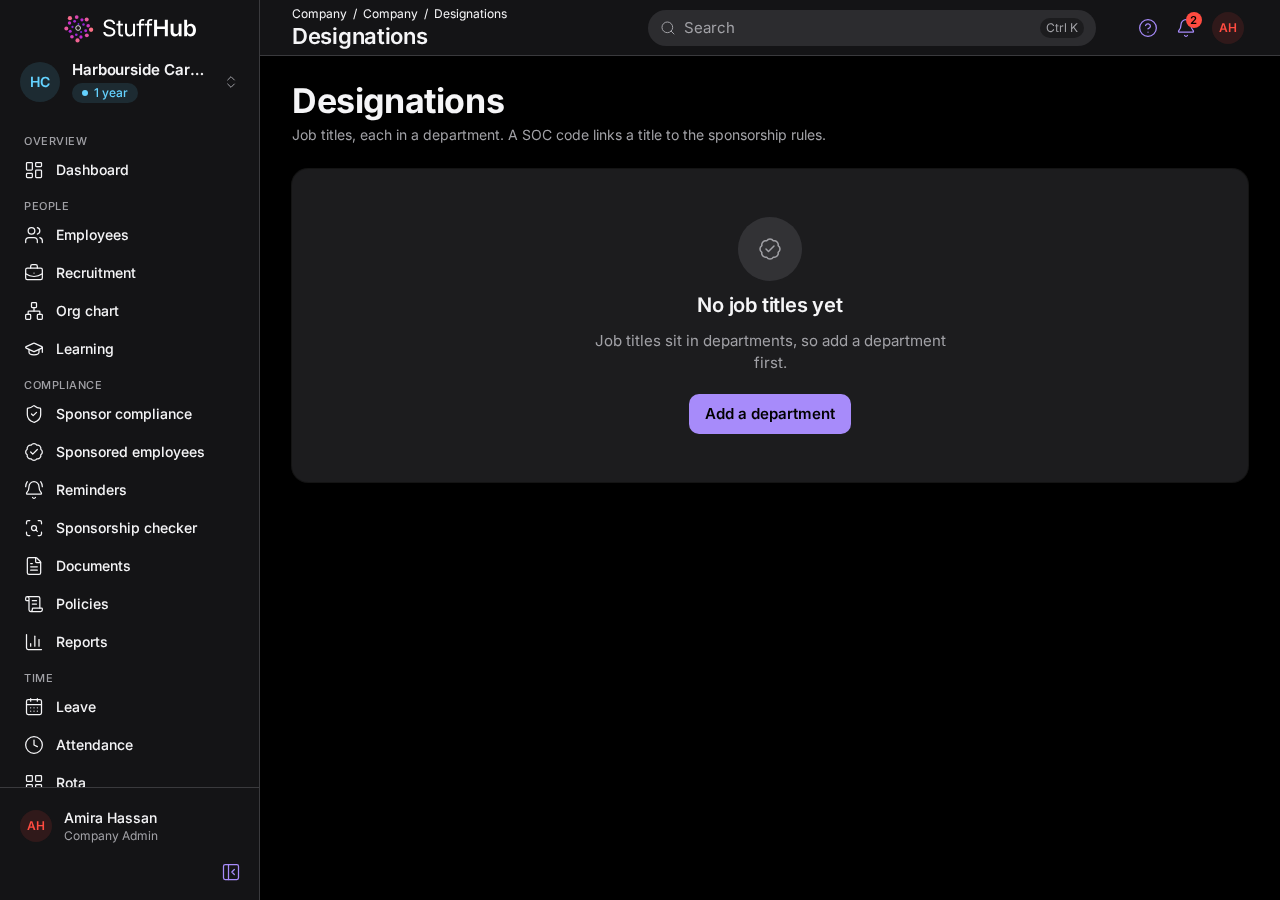 StuffHub
HC
Harbourside Car...
1 year
OVERVIEW
Dashboard
PEOPLE
Employees
Recruitment
Org chart
Learning
COMPLIANCE
Sponsor compliance
Sponsored employees
Reminders
Sponsorship checker
Documents
Policies
Reports
TIME
Leave
Attendance
Rota
AH
Amira Hassan
Company Admin
Company / Company / Designations
Designations
Search
Ctrl K
2
AH
Designations
Job titles, each in a department. A SOC code links a title to the sponsorship rules.
No job titles yet
Job titles sit in departments, so add a department
first.
Add a department